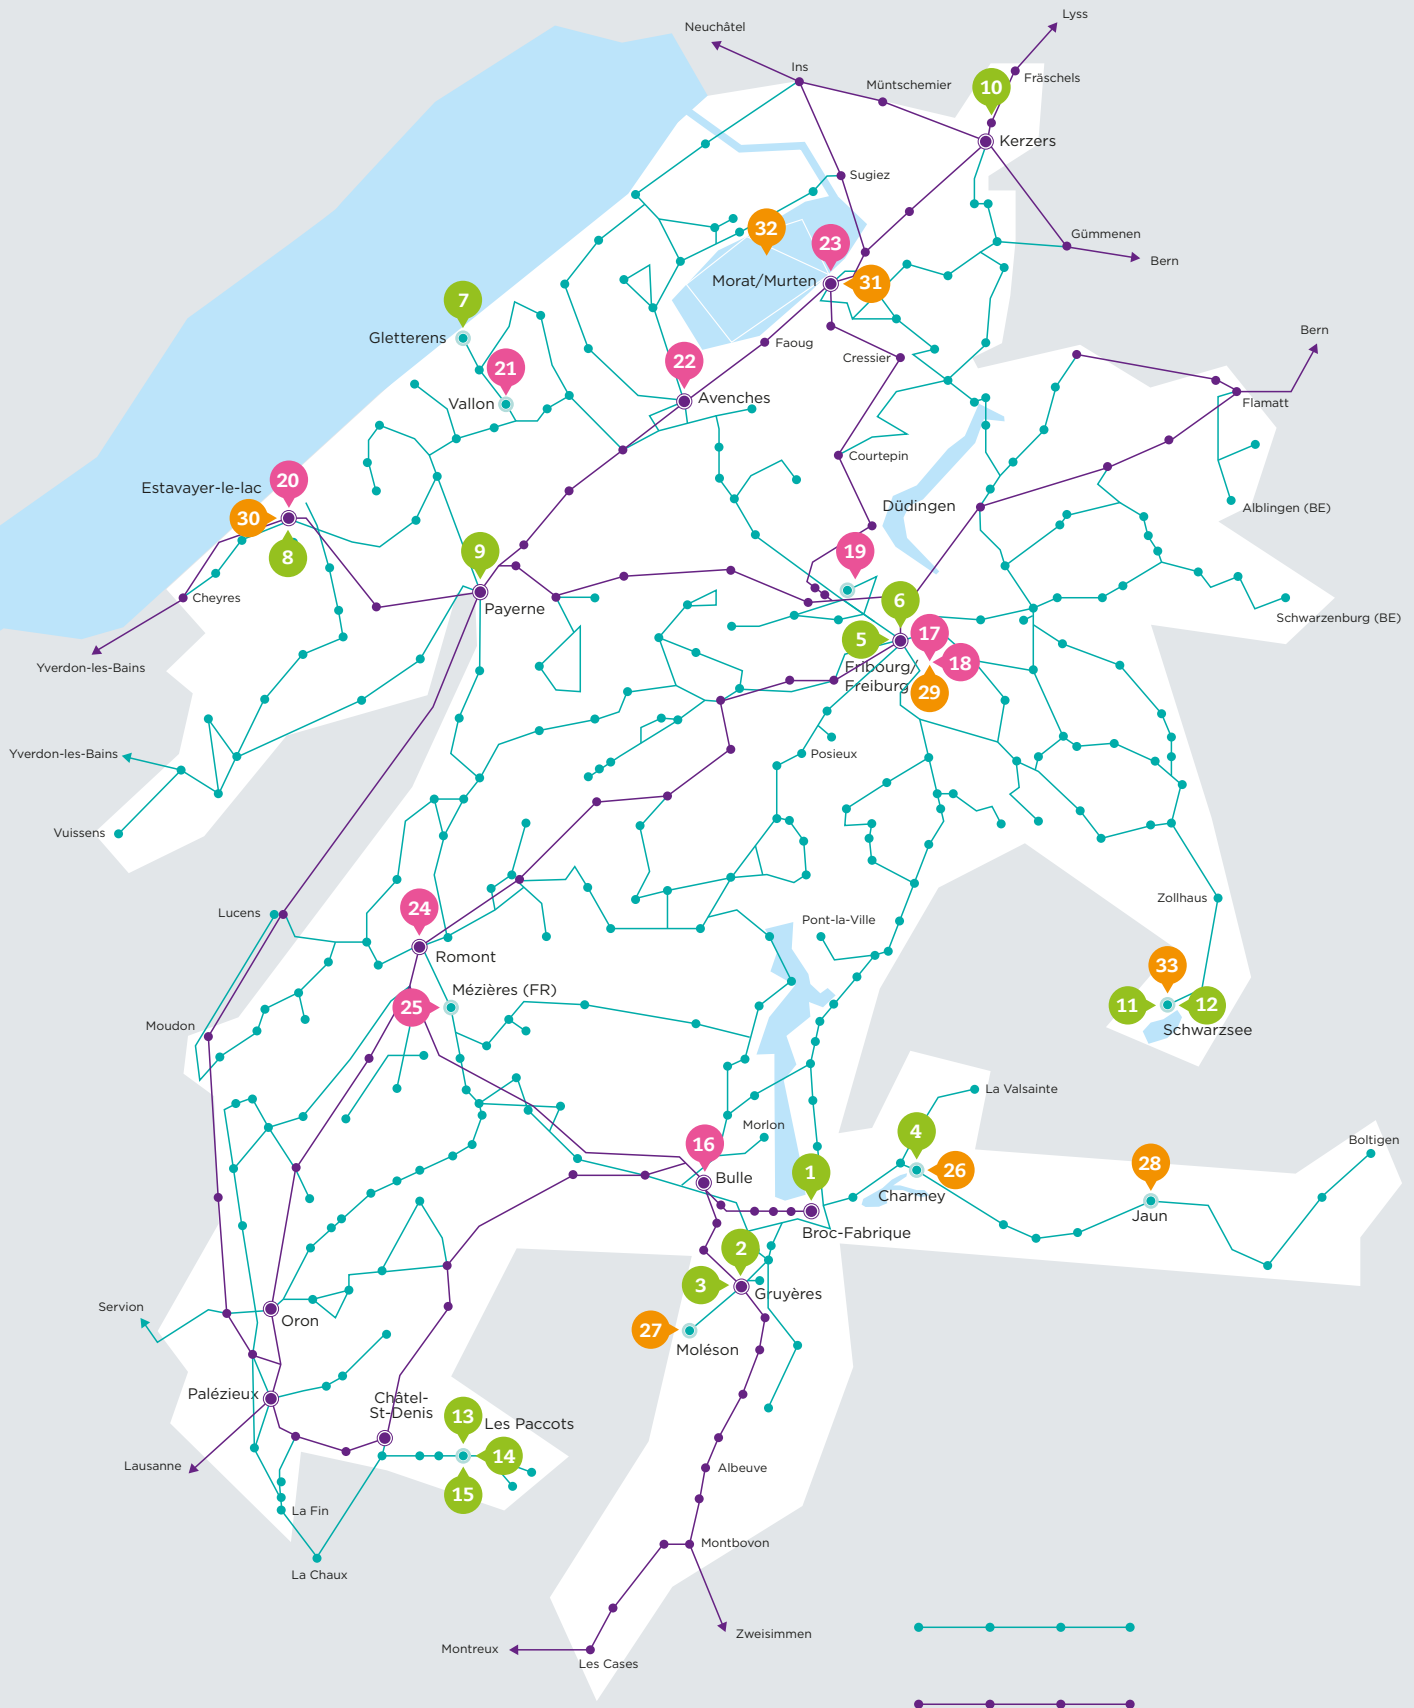 Lyss
Neuchâtel
Ins
Müntschemier
Fräschels
10
Kerzers
Sugiez
32
23
Gümmenen
Bern
Morat/Murten
31
7
Gletterens
Bern
Faoug
Cressier
21
22
Vallon
Avenches
Flamatt
Courtepin
20
Estavayer-le-lac
30
Düdingen
Alblingen (BE)
8
9
19
Cheyres
Payerne
6
Schwarzenburg (BE)
5
17
18
Yverdon-les-Bains
Fribourg/
Freiburg
29
Yverdon-les-Bains
Posieux
Vuissens
Zollhaus
24
Lucens
Pont-la-Ville
Romont
33
Mézières (FR)
25
11
12
Moudon
Schwarzsee
La Valsainte
Morlon
4
Boltigen
16
26
28
Bulle
1
Charmey
Jaun
Broc-Fabrique
2
3
Gruyères
Servion
Oron
27
Moléson
Palézieux
Châtel-
St-Denis
13
Les Paccots
14
Lausanne
Albeuve
15
La Fin
Montbovon
La Chaux
Zweisimmen
Montreux
Les Cases